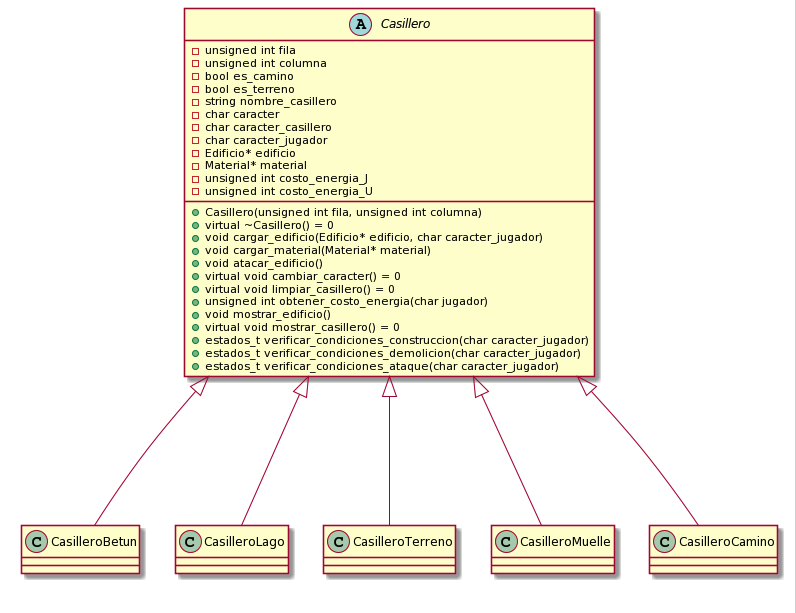 A Casillero
unsigned int fila
unsigned int columna
bool es_camino
bool es_terreno
string nombre_casillero
char caracter
char caracter_casillero
char caracter_jugador
Edificio* edificio
Material* material
unsigned int costo_energia_J
unsigned int costo_energia_U
Casillero(unsigned int fila, unsigned int columna)
virtual ~Casillero() = 0
void cargar_edificio(Edificio* edificio, char caracter_jugador)
void cargar_material(Material* material)
void atacar_edificio()
virtual void cambiar_caracter() = 0
virtual void limpiar_casillero() = 0
unsigned int obtener_costo_energia(char jugador)
void mostrar_edificio()
virtual void mostrar_casillero() = 0
estados_t verificar_condiciones_construccion(char caracter_jugador)
estados_t verificar_condiciones_demolicion(char caracter_jugador)
estados_t verificar_condiciones_ataque(char caracter_jugador)
C CasilleroBetun
C CasilleroLago
C CasilleroTerreno
C CasilleroMuelle
C CasilleroCamino